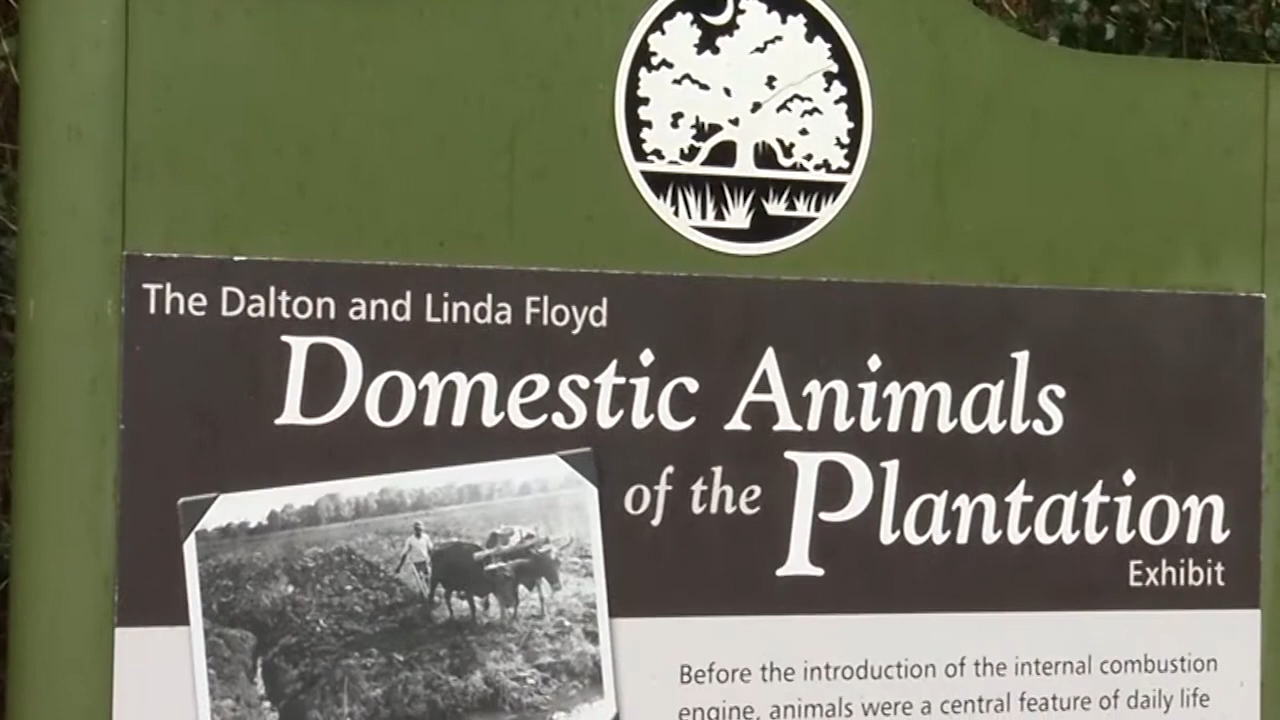 The Dalton and Linda Floyd
Domestic Animals
of the Plantation
Exhibit
Before the introduction of the internal combustion
engine, animals were a central feature of daily life